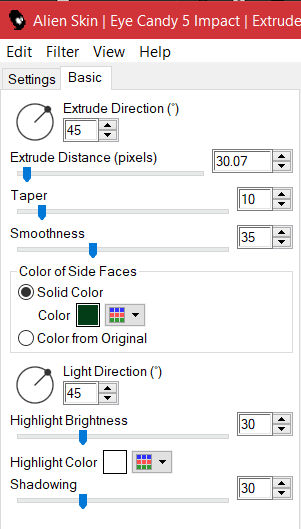 Alien Skin | Eye Candy 5 Impact | Extrude
Edit Filter View Help
Settings Basic
Extrude Direction (°)
45
Extrude Distance (pixels)
30.07
Taper
10
Smoothness
35
Color of Side Faces
Solid Color
Color
Color from Original
Light Direction (°)
45
Highlight Brightness
30
Highlight Color
Shadowing
30